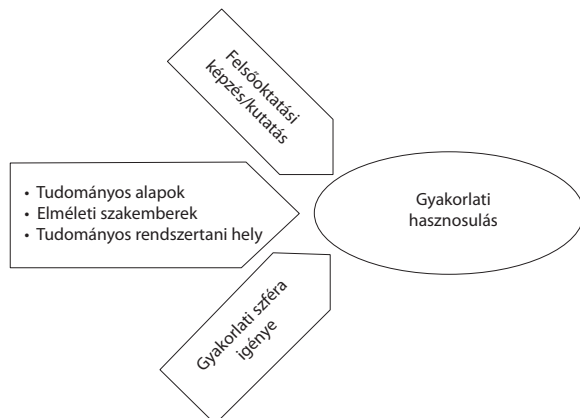 Felsőoktatási
képzés/kutatás
• Tudományos alapok
• Elméleti szakemberek
• Tudományos rendszertani hely
Gyakorlati
hasznosulás
Gyakorlati szféra
igénye